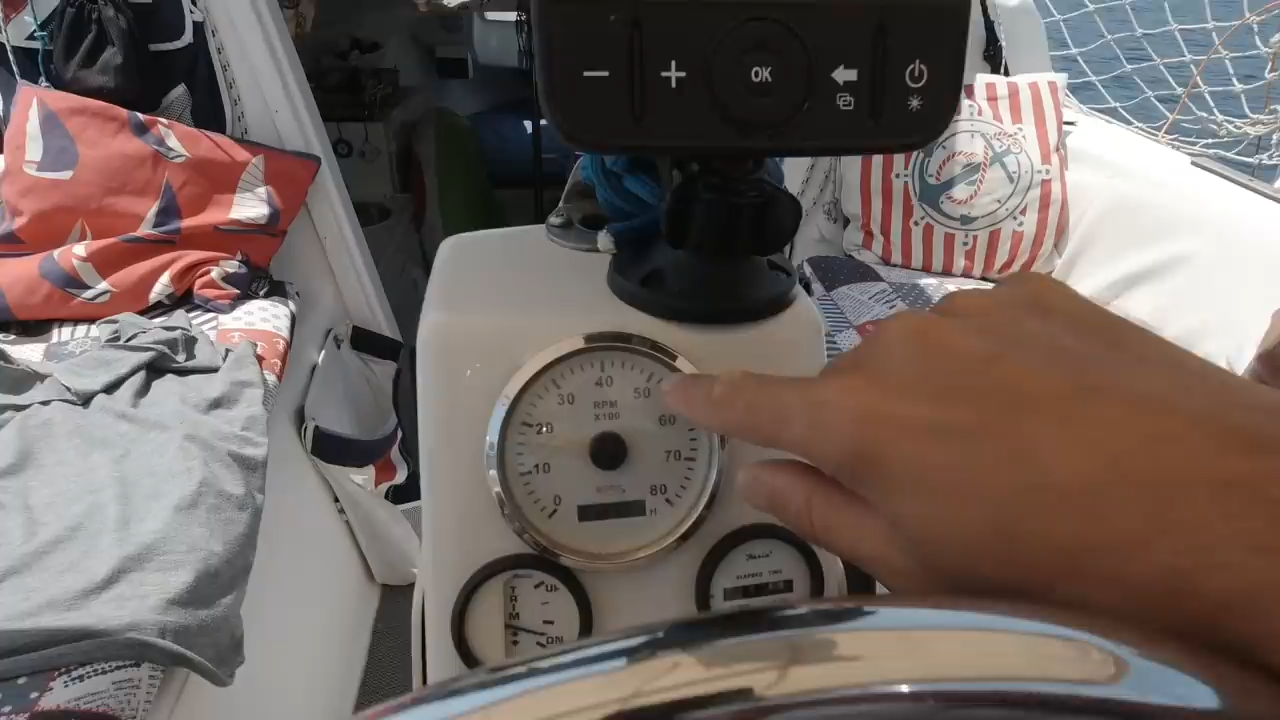 − + OK
40
30 50
RPM
X100
20 60
10 70
0 80
H
TRIM
UP
DN
ELAPSED TIME